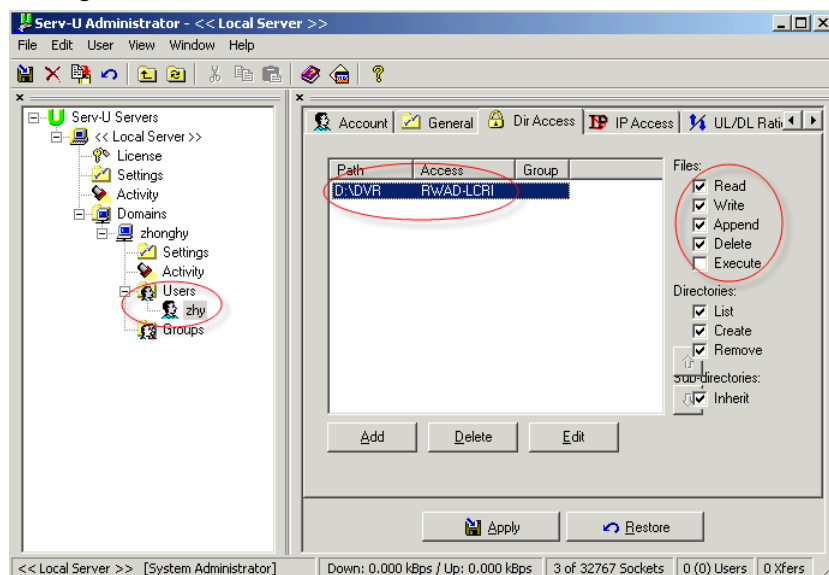 Serv-U Administrator - << Local Server >>
File Edit User View Window Help
Serv-U Servers
<< Local Server >>
License
Settings
Activity
Domains
zhonghy
Settings
Activity
Users
zhy
Groups
Account General Dir Access IP Access UL/DL Rati
Path Access Group
D:\DVR RWAD-LCRI
Files:
Read
Write
Append
Delete
Execute
Directories:
List
Create
Remove
Sub-directories:
Inherit
Add Delete Edit
Apply Restore
<< Local Server >> [System Administrator] Down: 0.000 kBps / Up: 0.000 kBps 3 of 32767 Sockets 0 (0) Users 0 Xfers